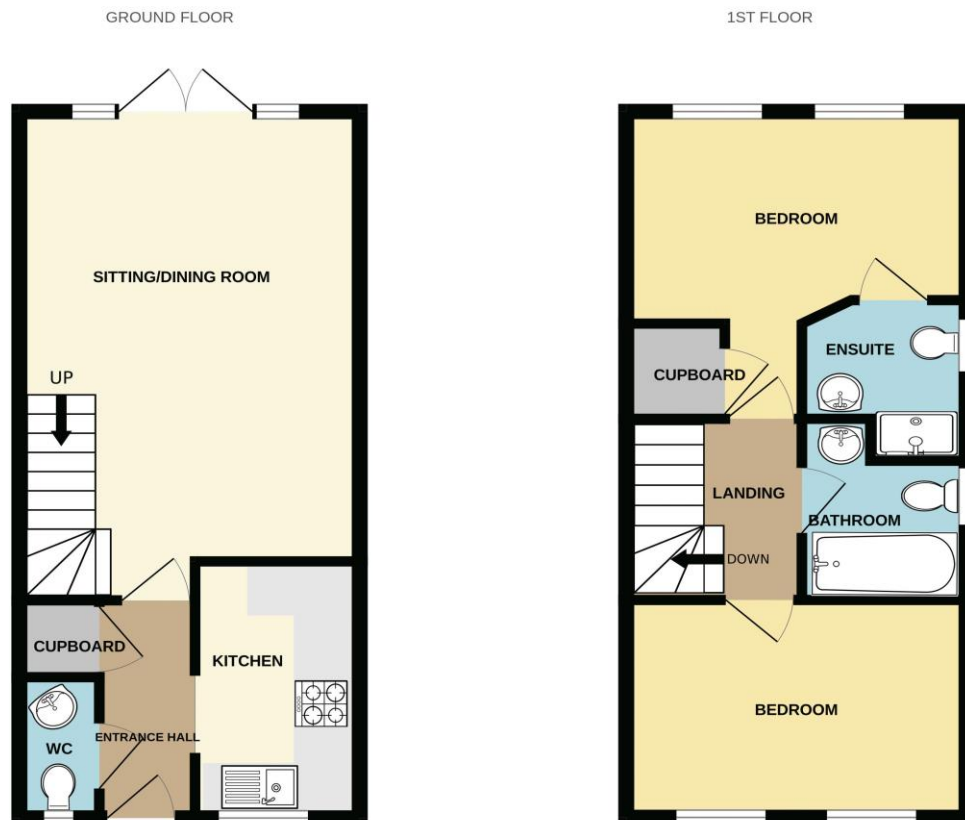 GROUND FLOOR
SITTING/DINING ROOM
UP
CUPBOARD
KITCHEN
WC
ENTRANCE HALL
1ST FLOOR
BEDROOM
ENSUITE
CUPBOARD
LANDING
BATHROOM
DOWN
BEDROOM